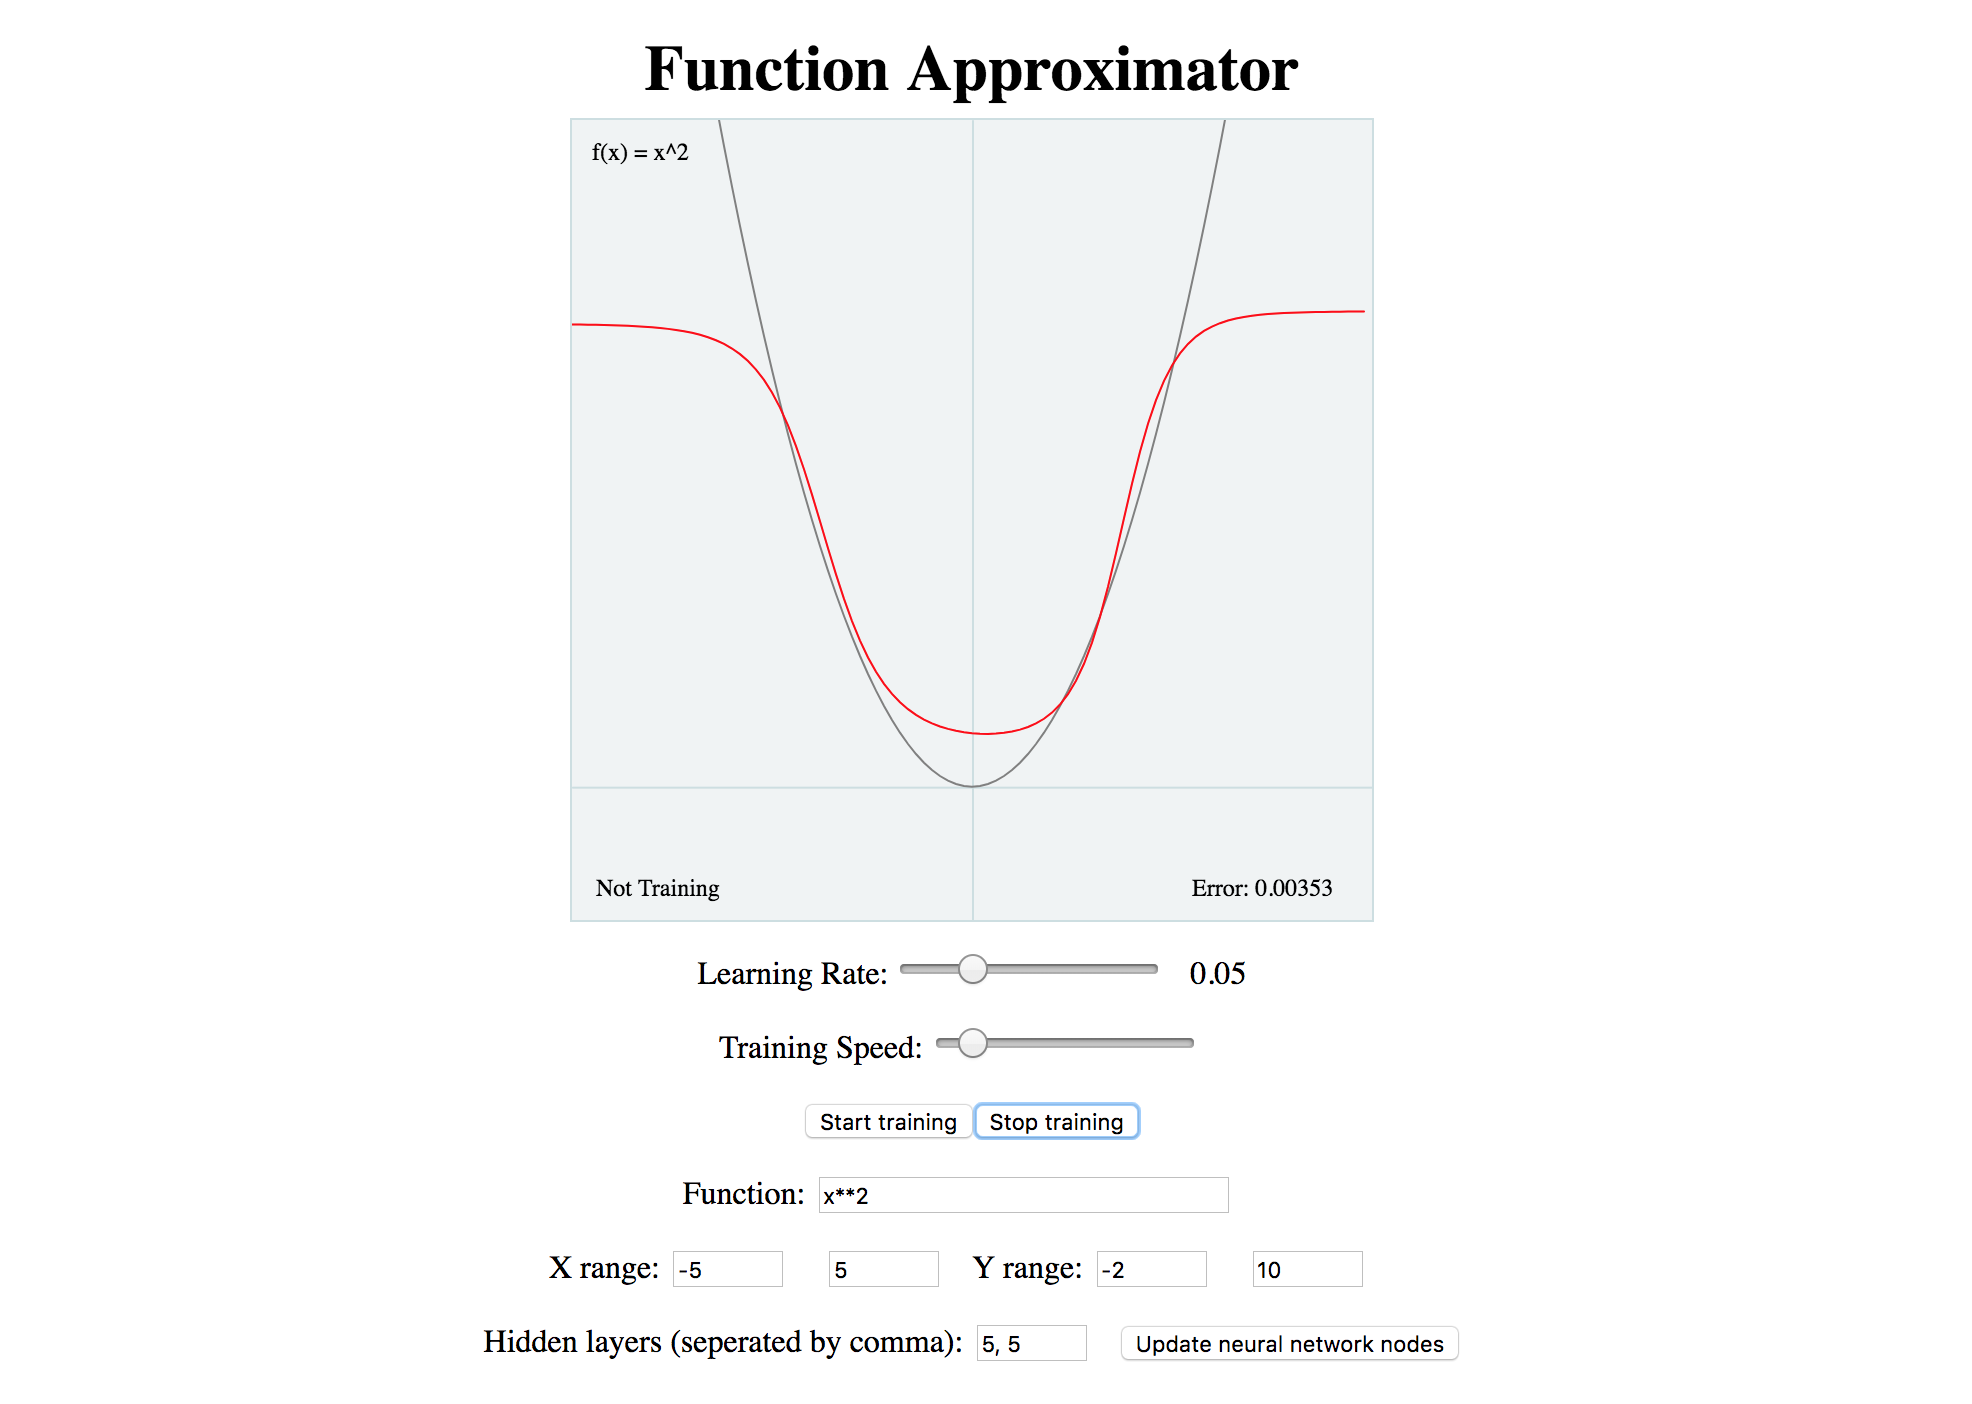 Function Approximator
f(x) = x^2
Not Training Error: 0.00353
Learning Rate: 0.05
Training Speed:
Start training Stop training
Function: x**2
X range: -5 5 Y range: -2 10
Hidden layers (seperated by comma): 5, 5 Update neural network nodes